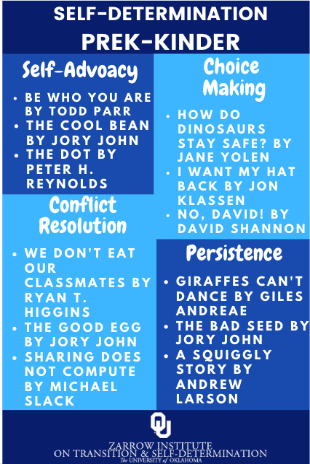 SELF-DETERMINATION
PREK-KINDER
Self-Advoacy
• BE WHO YOU ARE
BY TODD PARR
• THE COOL BEAN
BY JORY JOHN
• THE DOT BY
PETER H.
REYNOLDS
Choice
Making
• HOW DO
DINOSAURS
STAY SAFE? BY
JANE YOLEN
• I WANT MY HAT
BACK BY JON
KLASSEN
• NO, DAVID! BY
DAVID SHANNON
Conflict
Resolution
• WE DON'T EAT
OUR
CLASSMATES BY
RYAN T.
HIGGINS
• THE GOOD EGG
BY JORY JOHN
• SHARING DOES
NOT COMPUTE
BY MICHAEL
SLACK
Persistence
• GIRAFFES CAN'T
DANCE BY GILES
ANDREAE
• THE BAD SEED BY
JORY JOHN
• A SQUIGGLY
STORY BY
ANDREW
LARSON
OU
ZARROW INSTITUTE
ON TRANSITION & SELF-DETERMINATION
The UNIVERSITY of OKLAHOMA